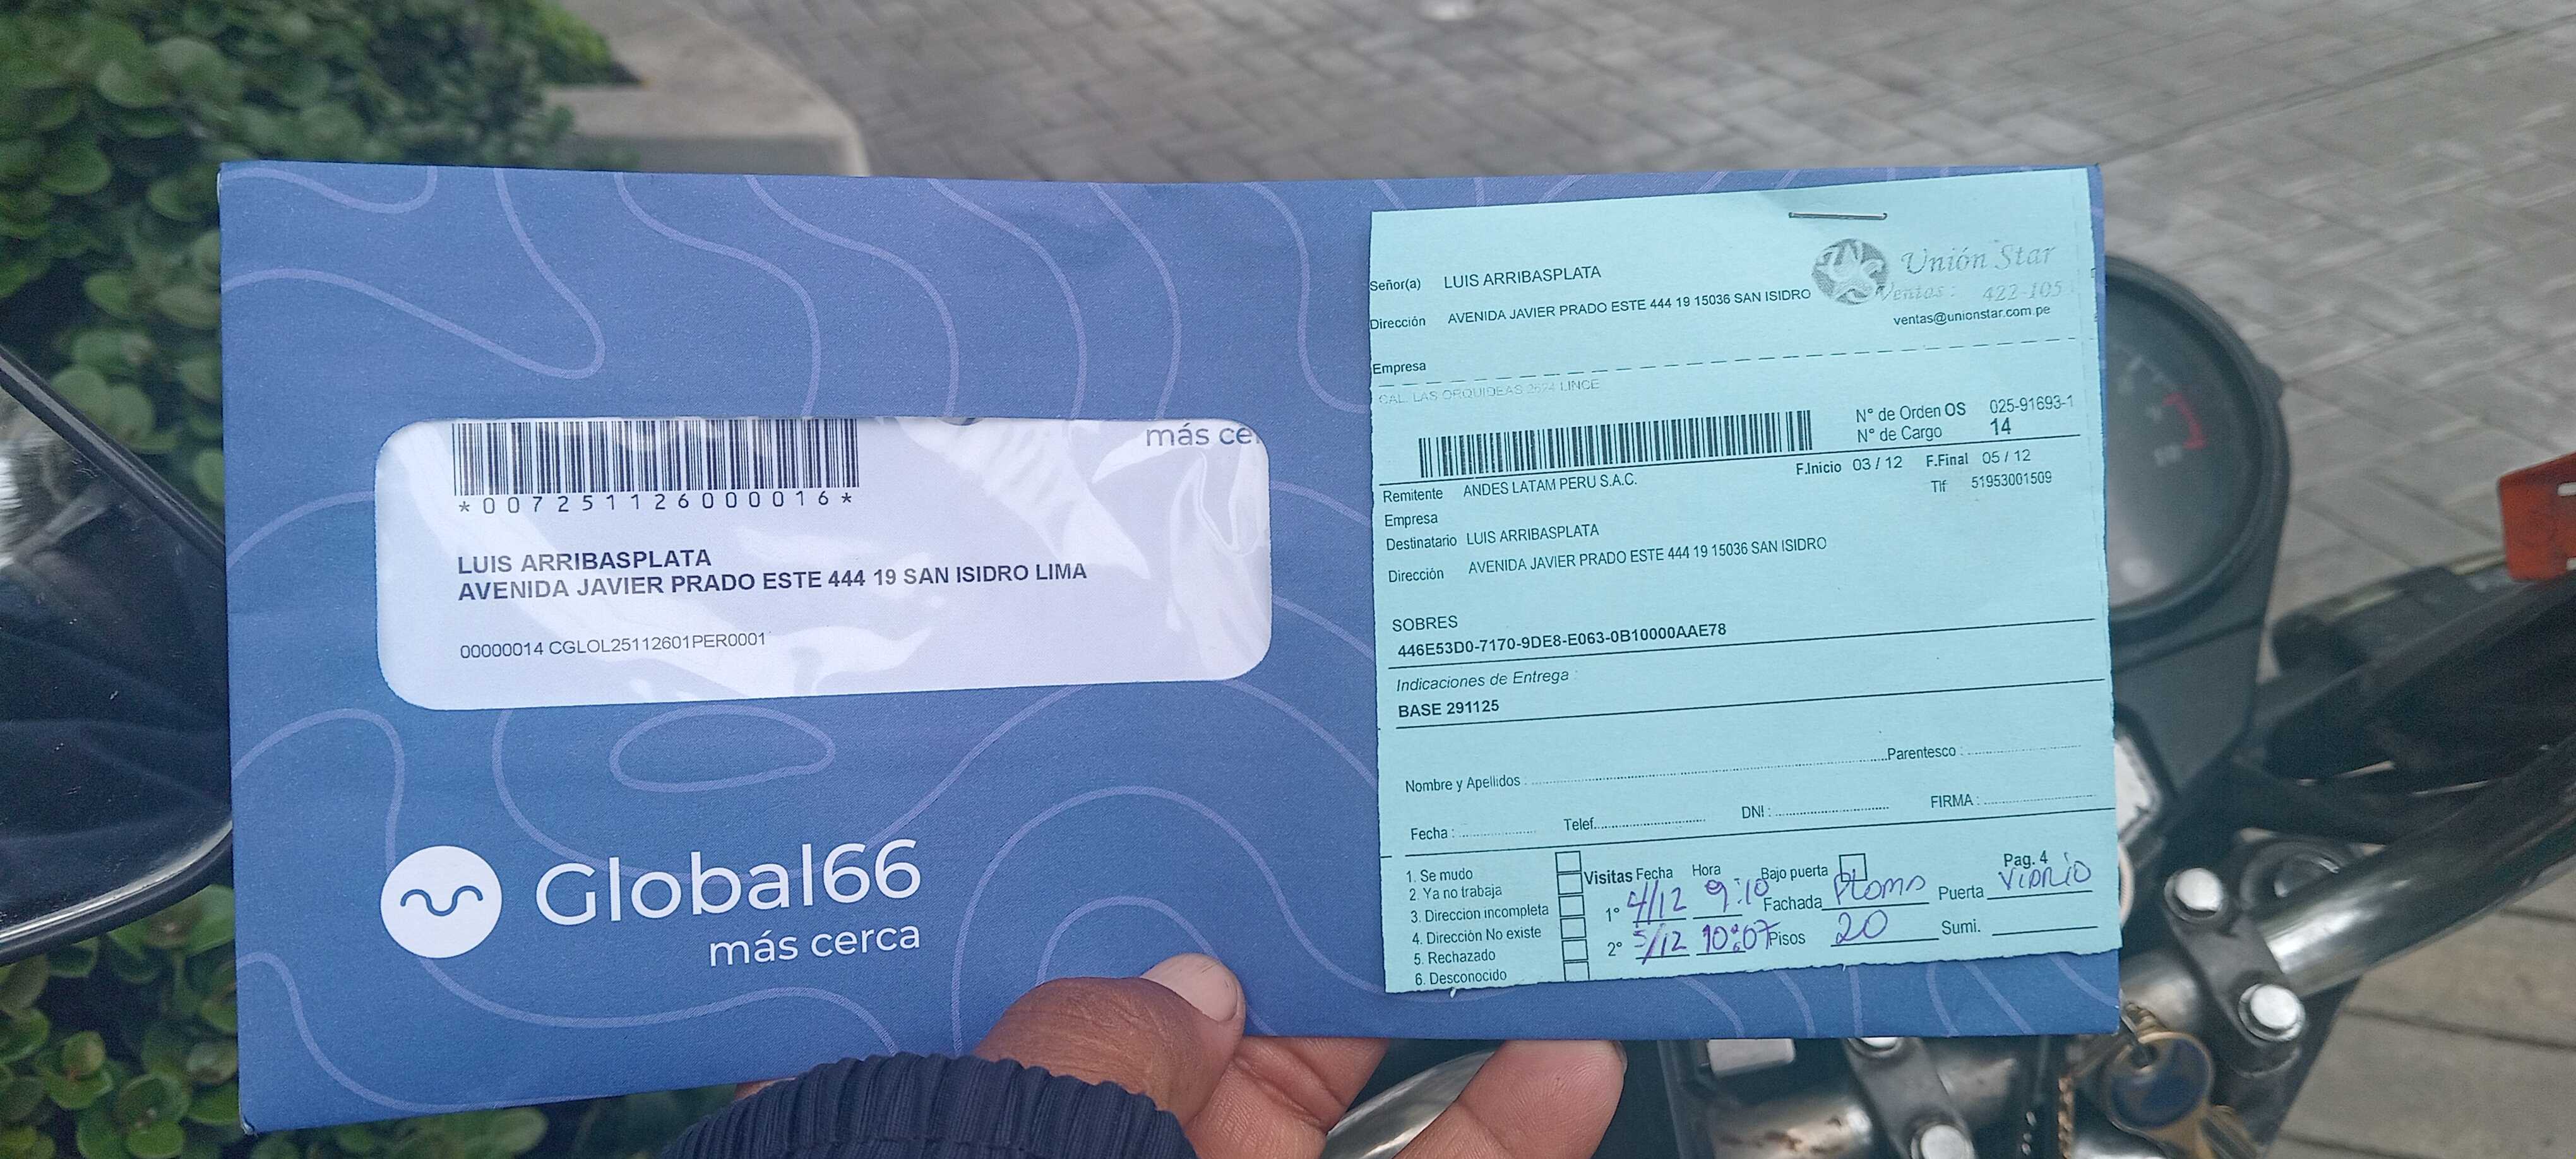 más ce
*007251126000016*
LUIS ARRIBASPLATA
AVENIDA JAVIER PRADO ESTE 444 19 SAN ISIDRO LIMA
00000014 CGLOL25112601PER0001
Global66
más cerca
Unión Star
Señor(a) LUIS ARRIBASPLATA
Ventas: 422-105
Dirección AVENIDA JAVIER PRADO ESTE 444 19 15036 SAN ISIDRO
ventas@unionstar.com.pe
Empresa
CAL. LAS ORQUIDEAS LINCE
N° de Orden OS 025-91693-1
N° de Cargo 14
F.Inicio 03 / 12 F.Final 05 / 12
Remitente ANDES LATAM PERU S.A.C.
Tlf 51953001509
Empresa
Destinatario LUIS ARRIBASPLATA
Dirección AVENIDA JAVIER PRADO ESTE 444 19 15036 SAN ISIDRO
SOBRES
446E53D0-7170-9DE8-E063-0B10000AAE78
Indicaciones de Entrega :
BASE 291125
Nombre y Apellidos : Parentesco :
Fecha : Telef. DNI : FIRMA :
Pag. 4
1. Se mudo
2. Ya no trabaja
3. Direccion incompleta
4. Dirección No existe
5. Rechazado
6. Desconocido
Visitas Fecha Hora Bajo puerta
1° 4/12 9:10 Fachada Plomo Puerta Vidrio
2° 5/12 10:07 Pisos 20 Sumi.